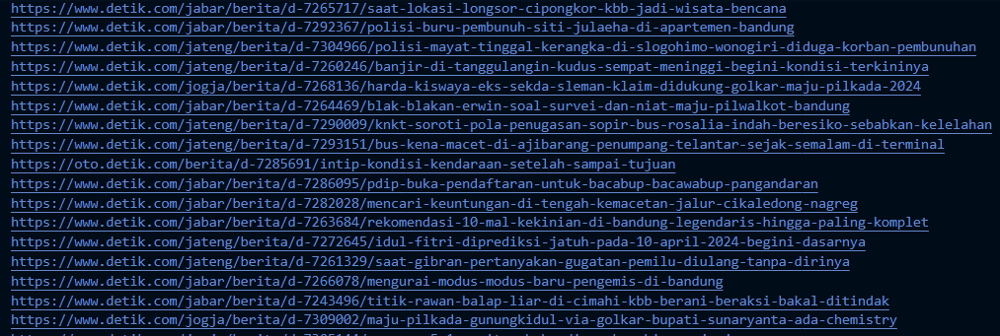 https://www.detik.com/jabar/berita/d-7265717/saat-lokasi-longsor-cipongkor-kbb-jadi-wisata-bencana
https://www.detik.com/jabar/berita/d-7292367/polisi-buru-pembunuh-siti-julaeha-di-apartemen-bandung
https://www.detik.com/jateng/berita/d-7304966/polisi-mayat-tinggal-kerangka-di-slogohimo-wonogiri-diduga-korban-pembunuhan
https://www.detik.com/jateng/berita/d-7260246/banjir-di-tanggulangin-kudus-sempat-meninggi-begini-kondisi-terkininya
https://www.detik.com/jogja/berita/d-7268136/harda-kiswaya-eks-sekda-sleman-klaim-didukung-golkar-maju-pilkada-2024
https://www.detik.com/jabar/berita/d-7264469/blak-blakan-erwin-soal-survei-dan-niat-maju-pilwalkot-bandung
https://www.detik.com/jateng/berita/d-7290009/knkt-soroti-pola-penugasan-sopir-bus-rosalia-indah-beresiko-sebabkan-kelelahan
https://www.detik.com/jateng/berita/d-7293151/bus-kena-macet-di-ajibarang-penumpang-telantar-sejak-semalam-di-terminal
https://oto.detik.com/berita/d-7285691/intip-kondisi-kendaraan-setelah-sampai-tujuan
https://www.detik.com/jabar/berita/d-7286095/pdip-buka-pendaftaran-untuk-bacabup-bacawabup-pangandaran
https://www.detik.com/jabar/berita/d-7282028/mencari-keuntungan-di-tengah-kemacetan-jalur-cikaledong-nagreg
https://www.detik.com/jabar/berita/d-7263684/rekomendasi-10-mal-kekinian-di-bandung-legendaris-hingga-paling-komplet
https://www.detik.com/jateng/berita/d-7272645/idul-fitri-diprediksi-jatuh-pada-10-april-2024-begini-dasarnya
https://www.detik.com/jateng/berita/d-7261329/saat-gibran-pertanyakan-gugatan-pemilu-diulang-tanpa-dirinya
https://www.detik.com/jabar/berita/d-7266078/mengurai-modus-modus-baru-pengemis-di-bandung
https://www.detik.com/jabar/berita/d-7243496/titik-rawan-balap-liar-di-cimahi-kbb-berani-beraksi-bakal-ditindak
https://www.detik.com/jogja/berita/d-7309002/maju-pilkada-gunungkidul-via-golkar-bupati-sunaryanta-ada-chemistry